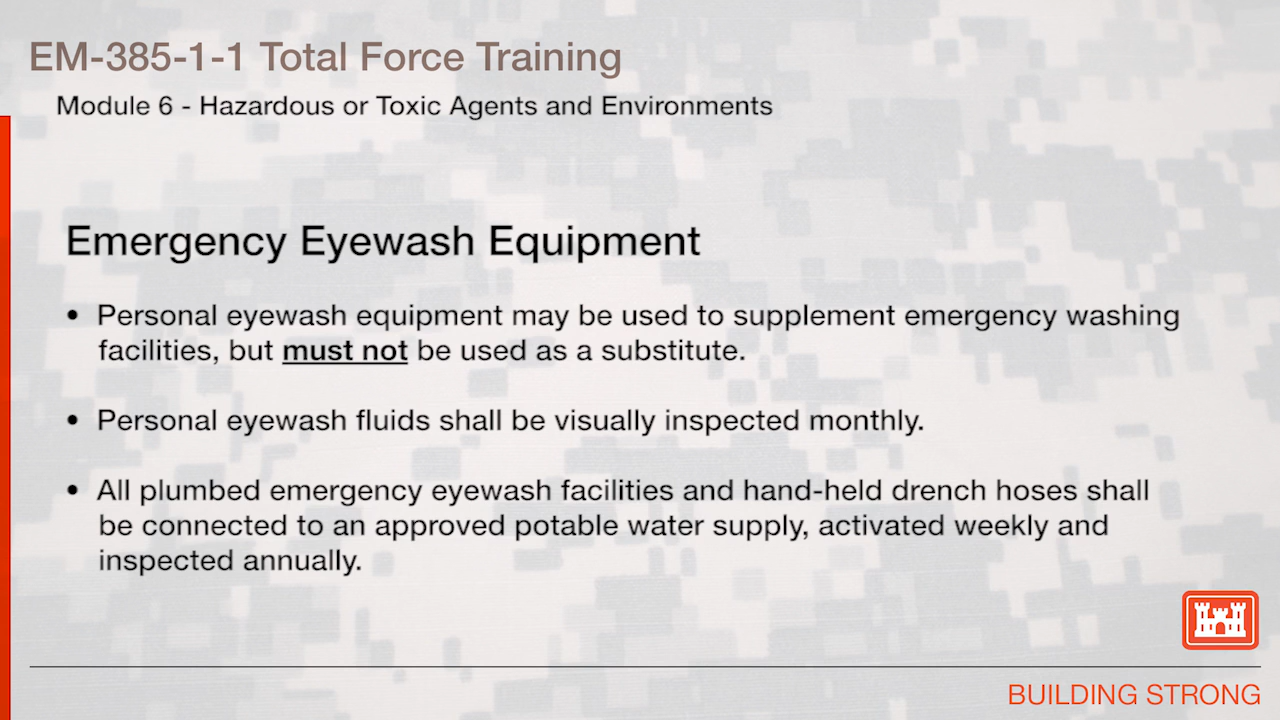 EM-385-1-1 Total Force Training
Module 6 - Hazardous or Toxic Agents and Environments
Emergency Eyewash Equipment
• Personal eyewash equipment may be used to supplement emergency washing
facilities, but must not be used as a substitute.
• Personal eyewash fluids shall be visually inspected monthly.
• All plumbed emergency eyewash facilities and hand-held drench hoses shall
be connected to an approved potable water supply, activated weekly and
inspected annually.
BUILDING STRONG